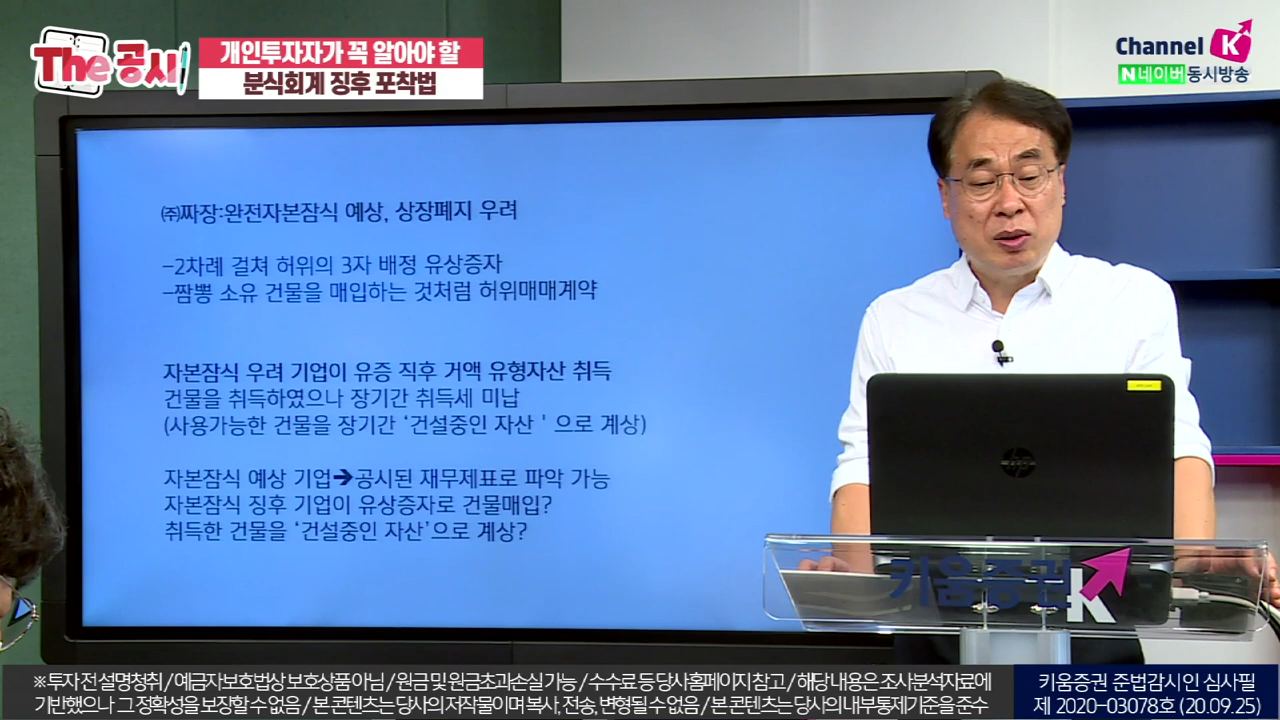 The 공시
개인투자자가 꼭 알아야 할
분식회계 징후 포착법
Channel K
N 네이버 동시방송
㈜짜장:완전자본잠식 예상, 상장폐지 우려
-2차례 걸쳐 허위의 3자 배정 유상증자
-짬뽕 소유 건물을 매입하는 것처럼 허위매매계약
자본잠식 우려 기업이 유증 직후 거액 유형자산 취득
건물을 취득하였으나 장기간 취득세 미납
(사용가능한 건물을 장기간 ‘건설중인 자산 ' 으로 계상)
자본잠식 예상 기업➔공시된 재무제표로 파악 가능
자본잠식 징후 기업이 유상증자로 건물매입?
취득한 건물을 ‘건설중인 자산’으로 계상?
hp
키움증권 K
※ 투자 전 설명청취 / 예금자보호법상 보호상품 아님 / 원금 및 원금초과손실 가능 / 수수료 등 당사 홈페이지 참고 / 해당 내용은 조사분석자료에
기반했으나 그 정확성을 보장할 수 없음 / 본 콘텐츠는 당사의 저작물이며 복사, 전송, 변형될 수 없음 / 본 콘텐츠는 당사의 내부통제기준을 준수
키움증권 준법감시인 심사필
제 2020-03078호 (20.09.25)